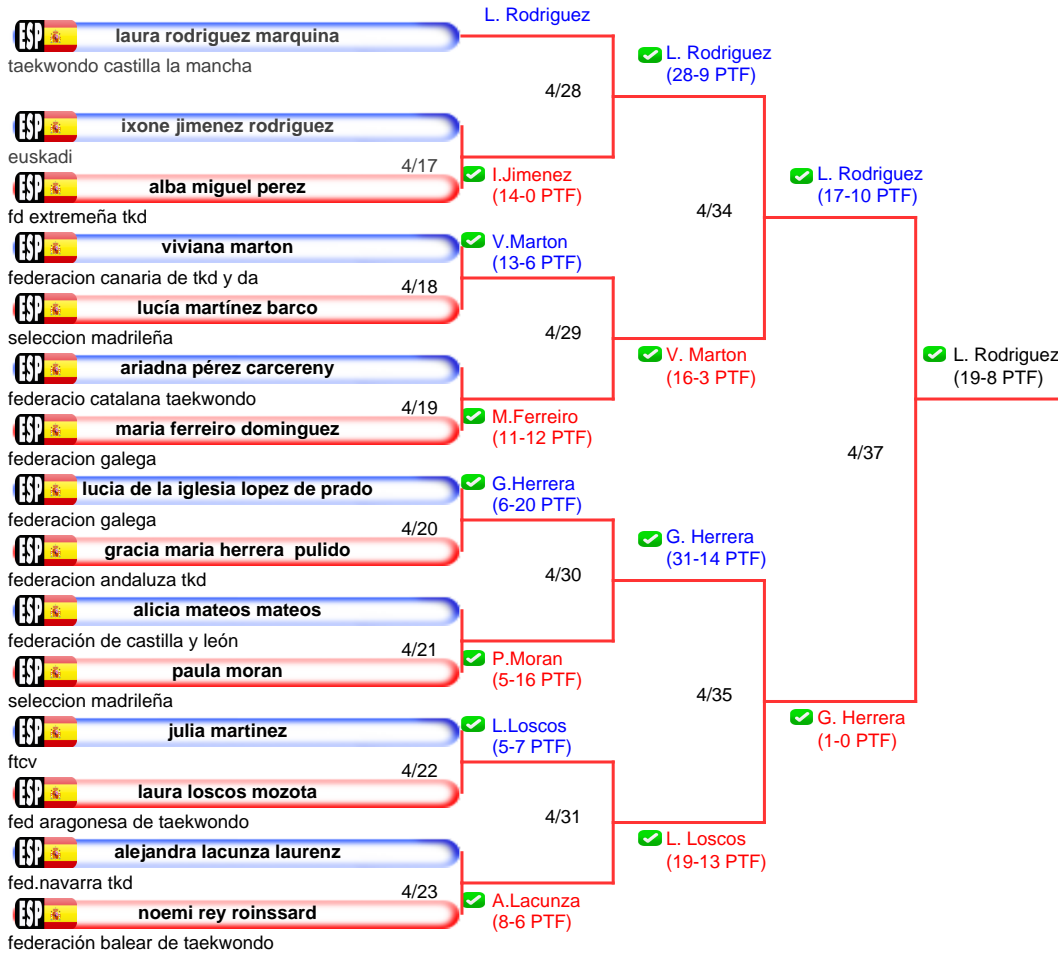 L. Rodriguez
ESP laura rodriguez marquina
taekwondo castilla la mancha
L. Rodriguez
(28-9 PTF)
4/28
ESP ixone jimenez rodriguez
euskadi
4/17
I.Jimenez
(14-0 PTF)
ESP alba miguel perez
fd extremeña tkd
L. Rodriguez
(17-10 PTF)
4/34
ESP viviana marton
federacion canaria de tkd y da
V.Marton
(13-6 PTF)
4/18
ESP lucía martínez barco
seleccion madrileña
4/29
V. Marton
(16-3 PTF)
L. Rodriguez
(19-8 PTF)
ESP ariadna pérez carcereny
federacio catalana taekwondo
4/19
M.Ferreiro
(11-12 PTF)
ESP maria ferreiro dominguez
federacion galega
4/37
ESP lucia de la iglesia lopez de prado
federacion galega
G.Herrera
(6-20 PTF)
4/20
ESP gracia maria herrera pulido
federacion andaluza tkd
G. Herrera
(31-14 PTF)
4/30
ESP alicia mateos mateos
federación de castilla y león
4/21
P.Moran
(5-16 PTF)
ESP paula moran
seleccion madrileña
4/35
G. Herrera
(1-0 PTF)
ESP julia martinez
ftcv
L.Loscos
(5-7 PTF)
4/22
ESP laura loscos mozota
fed aragonesa de taekwondo
4/31
L. Loscos
(19-13 PTF)
ESP alejandra lacunza laurenz
fed.navarra tkd
4/23
A.Lacunza
(8-6 PTF)
ESP noemi rey roinssard
federación balear de taekwondo